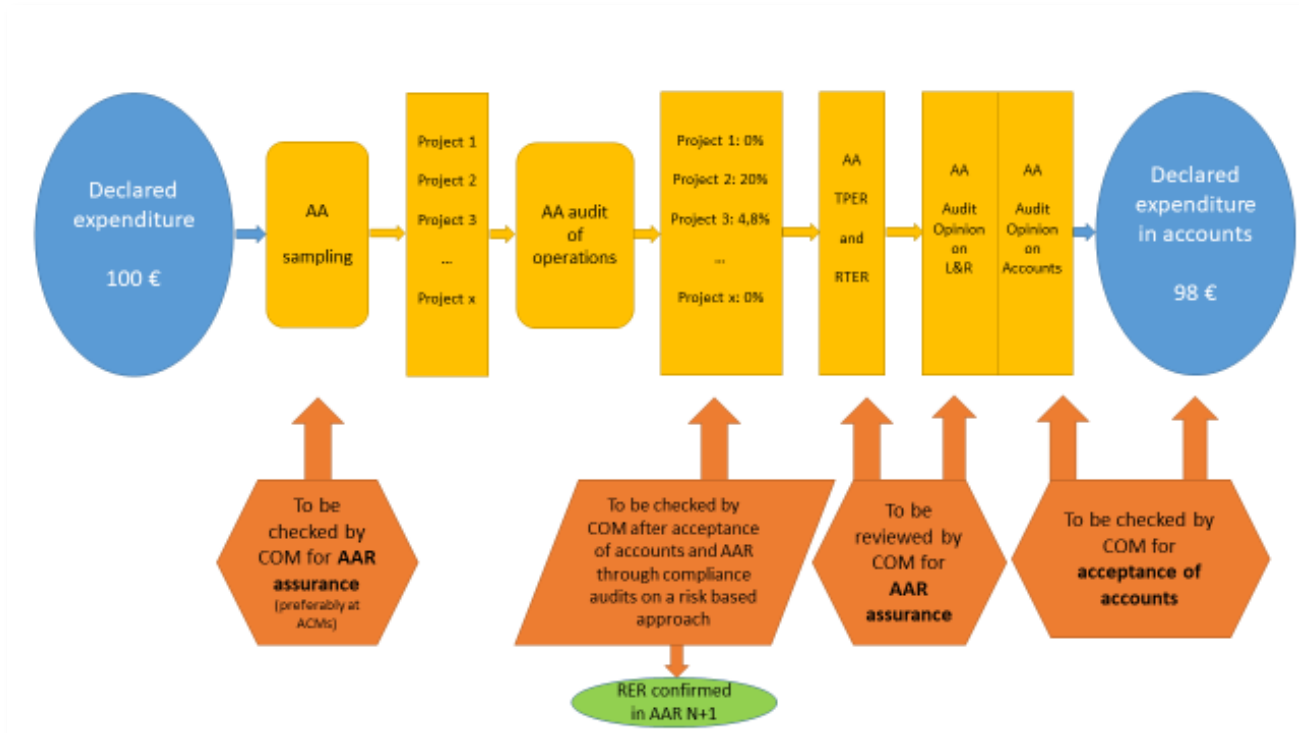 Declared
expenditure
100 €
AA
sampling
Project 1
Project 2
Project 3
...
Project x
AA audit
of
operations
Project 1: 0%
Project 2: 20%
Project 3: 4,8%
...
Project x: 0%
AA
TPER
and
RTER
AA
Audit
Opinion
on
L&R
AA
Audit
Opinion
on
Accounts
Declared
expenditure
in accounts
98 €
To be
checked by
COM for AAR
assurance
(preferably at
ACMs)
To be checked by
COM after acceptance
of accounts and AAR
through compliance
audits on a risk based
approach
To be
reviewed by
COM for
AAR
assurance
To be checked by
COM for
acceptance of
accounts
RER confirmed
in AAR N+1